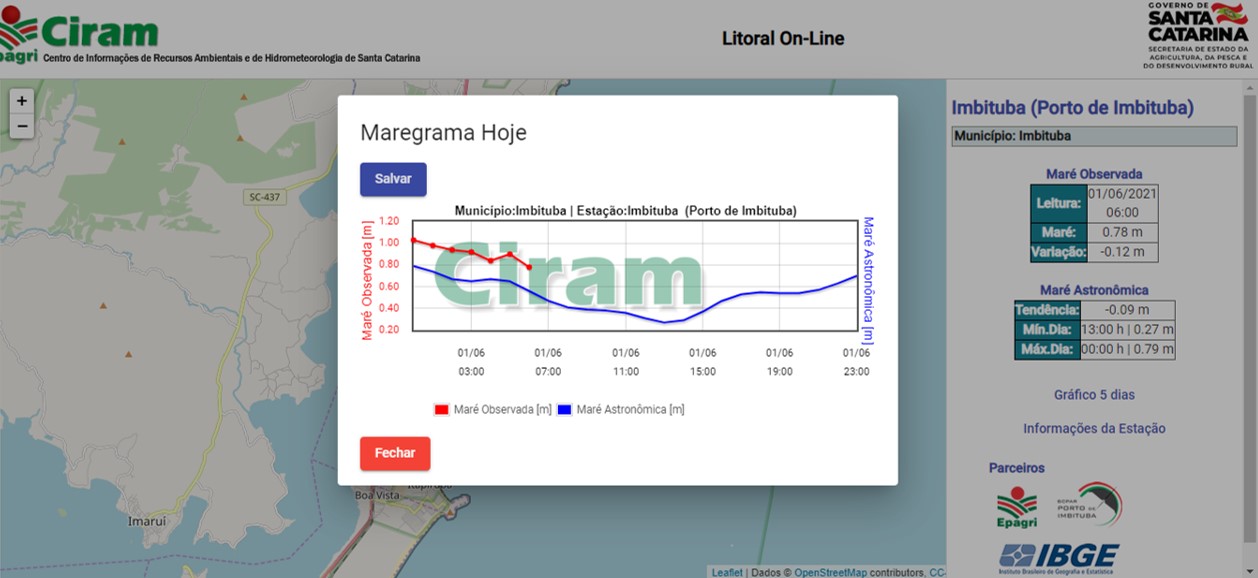 Ciram
Epagri Centro de Informações de Recursos Ambientais e de Hidrometeorologia de Santa Catarina
Litoral On-Line
GOVERNO DE
SANTA
CATARINA
SECRETARIA DE ESTADO DA
AGRICULTURA, DA PESCA E
DO DESENVOLVIMENTO RURAL
+
−
SC-437
Imaruí
Boa Vista
Maregrama Hoje
Salvar
Município:Imbituba | Estação:Imbituba (Porto de Imbituba)
Maré Observada [m]
1.20
1.00
0.80
0.60
0.40
0.20
Ciram
Maré Astronômica [m]
01/06 01/06 01/06 01/06 01/06 01/06
03:00 07:00 11:00 15:00 19:00 23:00
Maré Observada [m] Maré Astronômica [m]
Fechar
Imbituba (Porto de Imbituba)
Município: Imbituba
Maré Observada
Leitura: 01/06/2021
06:00
Maré: 0.78 m
Variação: -0.12 m
Maré Astronômica
Tendência: -0.09 m
Mín.Dia: 13:00 h | 0.27 m
Máx.Dia: 00:00 h | 0.79 m
Gráfico 5 dias
Informações da Estação
Parceiros
Epagri
SCPAR
PORTO DE
IMBITUBA
IBGE
Instituto Brasileiro de Geografia e Estatística
Leaflet | Dados © OpenStreetMap contributors, CC-